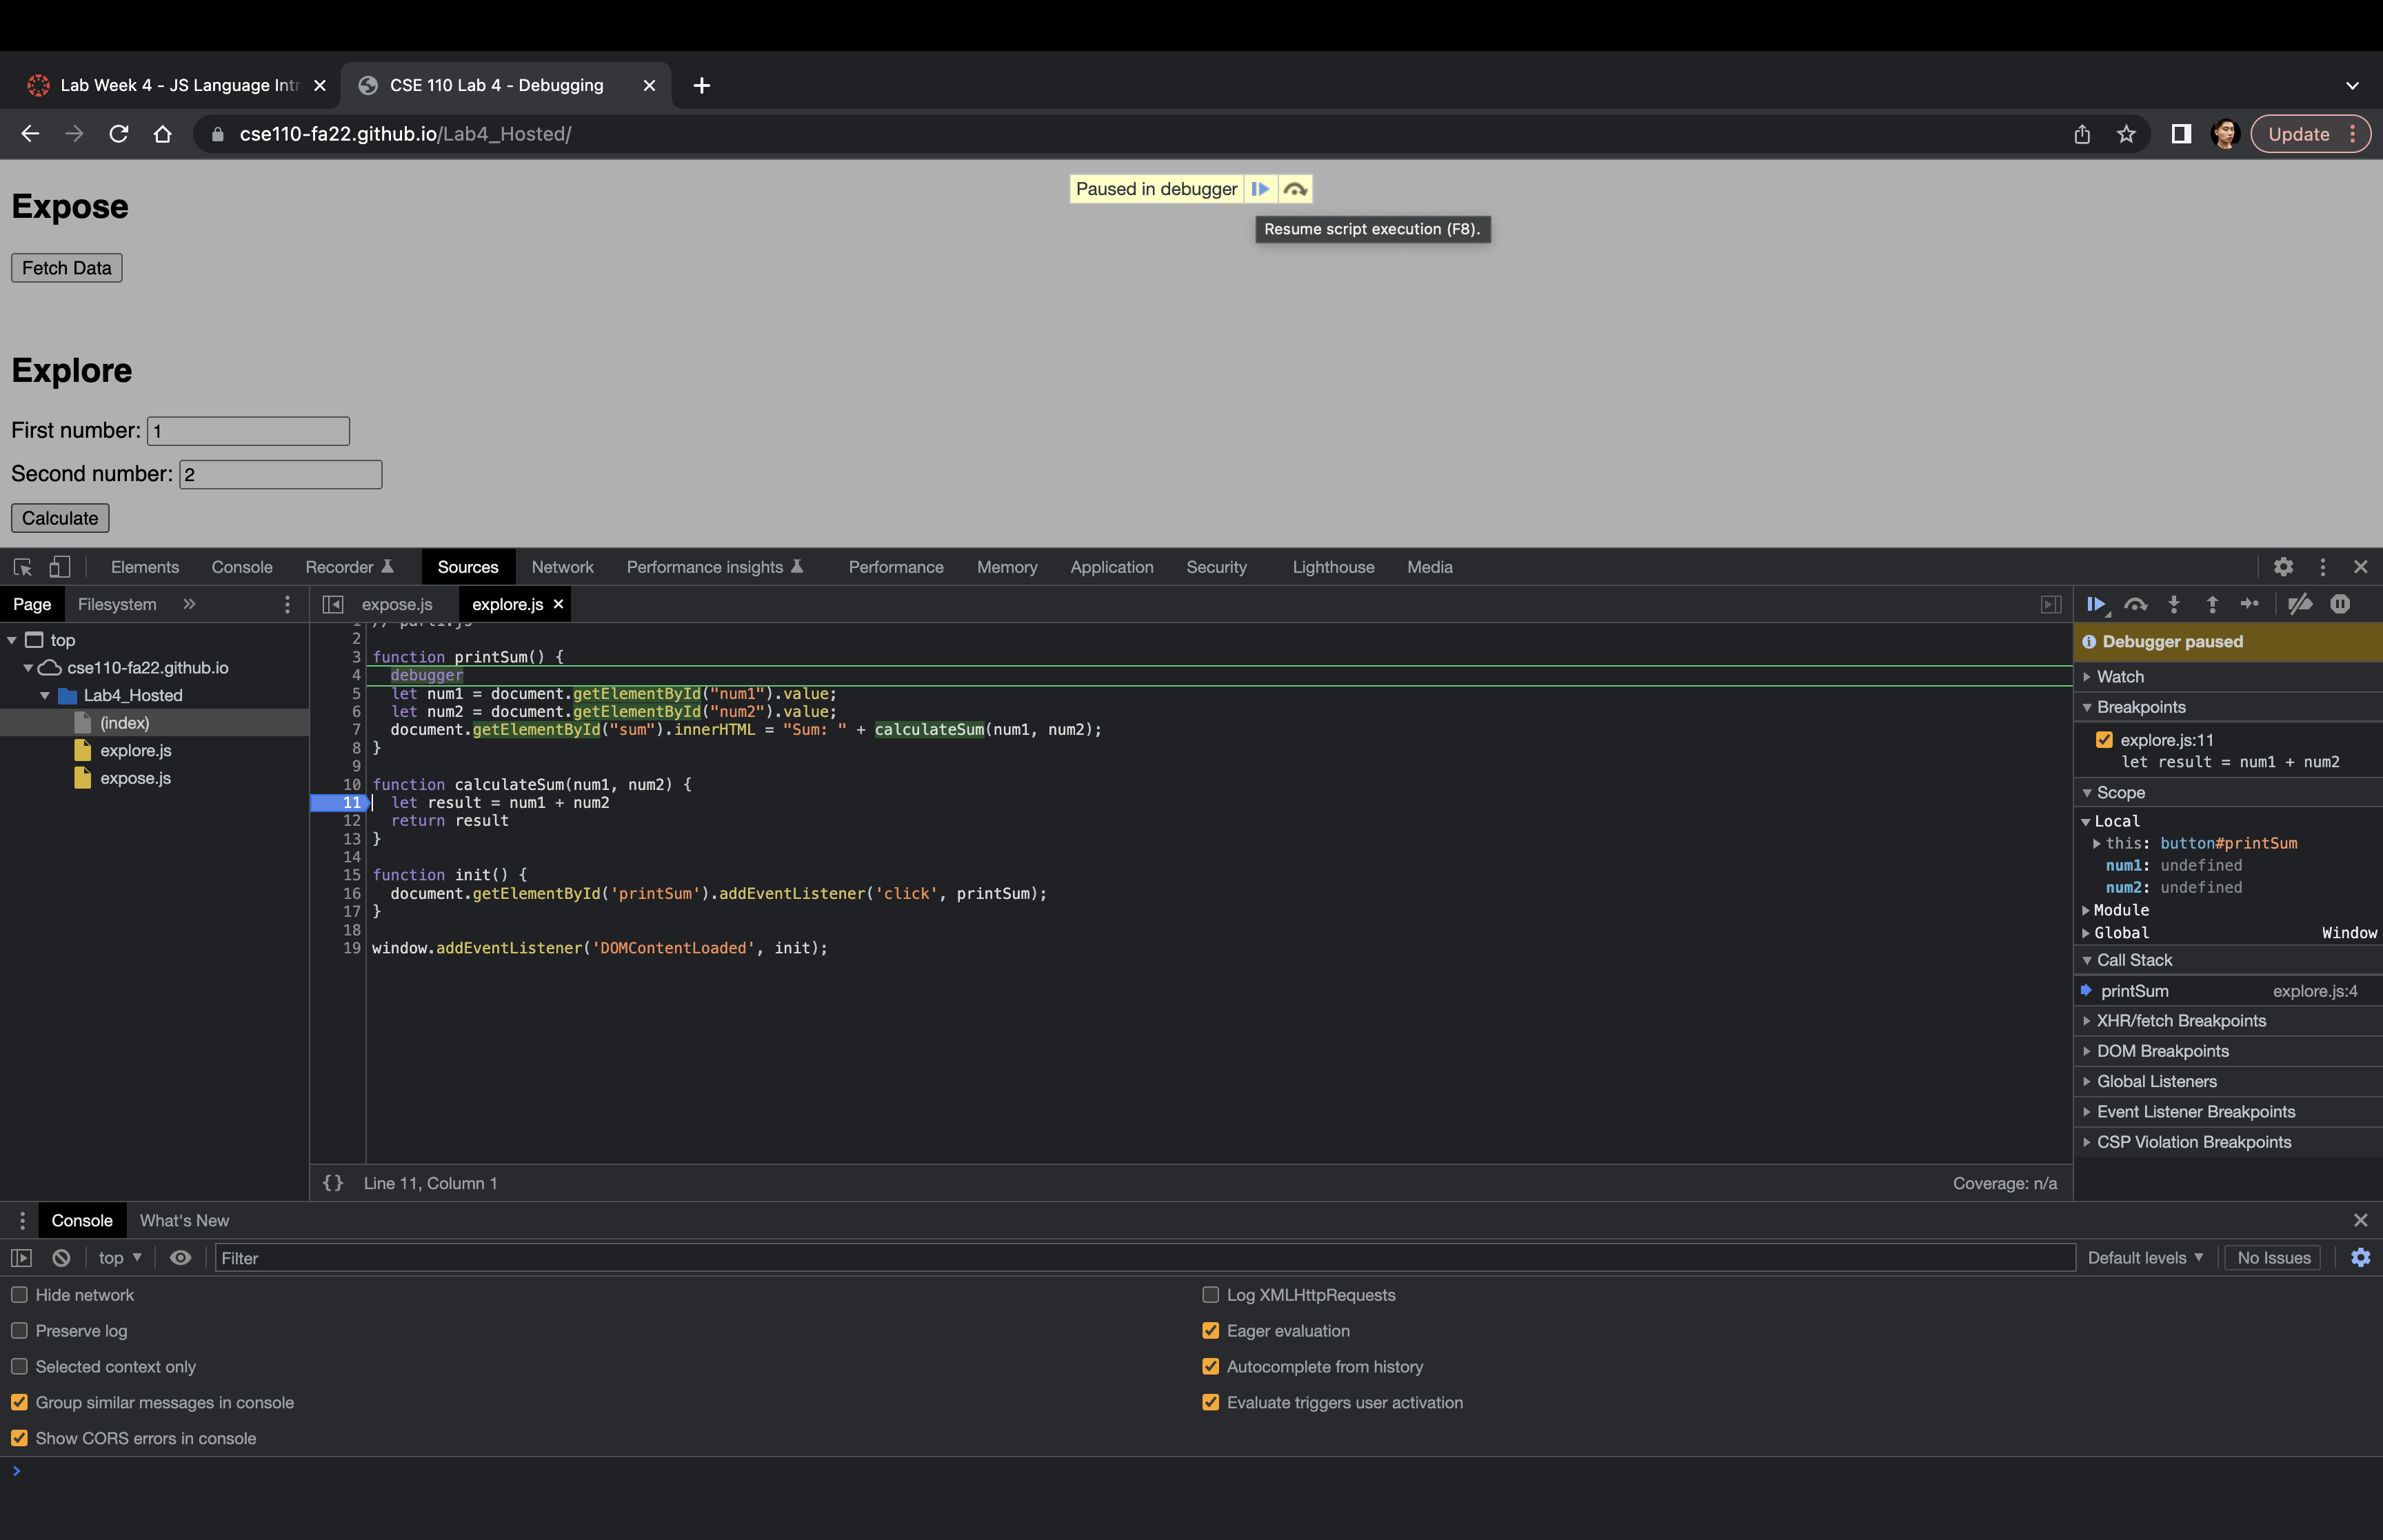 Lab Week 4 - JS Language Intr
CSE 110 Lab 4 - Debugging
cse110-fa22.github.io/Lab4_Hosted/
Update
Expose
Paused in debugger
Resume script execution (F8).
Fetch Data
Explore
First number: 1
Second number: 2
Calculate
Elements Console Recorder Sources Network Performance insights Performance Memory Application Security Lighthouse Media
Page Filesystem »
expose.js explore.js
top
cse110-fa22.github.io
Lab4_Hosted
(index)
explore.js
expose.js
1 // part1.js
2
3 function printSum() {
4 debugger
5 let num1 = document.getElementById("num1").value;
6 let num2 = document.getElementById("num2").value;
7 document.getElementById("sum").innerHTML = "Sum: " + calculateSum(num1, num2);
8 }
9
10 function calculateSum(num1, num2) {
11 let result = num1 + num2
12 return result
13 }
14
15 function init() {
16 document.getElementById('printSum').addEventListener('click', printSum);
17 }
18
19 window.addEventListener('DOMContentLoaded', init);
{} Line 11, Column 1
Coverage: n/a
Debugger paused
Watch
Breakpoints
explore.js:11
let result = num1 + num2
Scope
Local
this: button#printSum
num1: undefined
num2: undefined
Module
Global Window
Call Stack
printSum explore.js:4
XHR/fetch Breakpoints
DOM Breakpoints
Global Listeners
Event Listener Breakpoints
CSP Violation Breakpoints
Console What's New
top Filter Default levels No Issues
Hide network
Log XMLHttpRequests
Preserve log
Eager evaluation
Selected context only
Autocomplete from history
Group similar messages in console
Evaluate triggers user activation
Show CORS errors in console